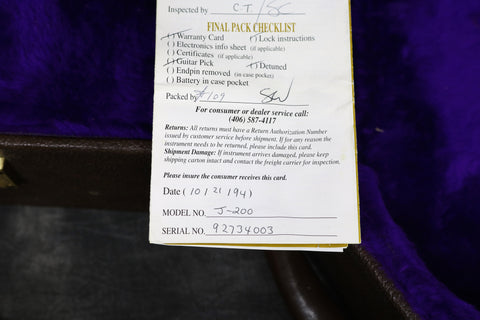 Inspected by C.T./SC
FINAL PACK CHECKLIST
(/) Warranty Card (/) Lock instructions
( ) Electronics info sheet (if applicable)
( ) Certificates (if applicable)
(/) Guitar Pick (/) Detuned
( ) Endpin removed (in case pocket)
( ) Battery in case pocket
Packed by #109
For consumer or dealer service call:
(406) 587-4117
Returns: All returns must have a Return Authorization Number
issued by customer service before shipment. If for any reason the
instrument needs to be returned, please include this card.
Shipment Damage: If instrument arrives damaged, please keep
shipping carton intact and contact the freight carrier for inspection.
Please insure the consumer receives this card.
Date (10/21/94)
MODEL NO. J-200
SERIAL NO. 92734003